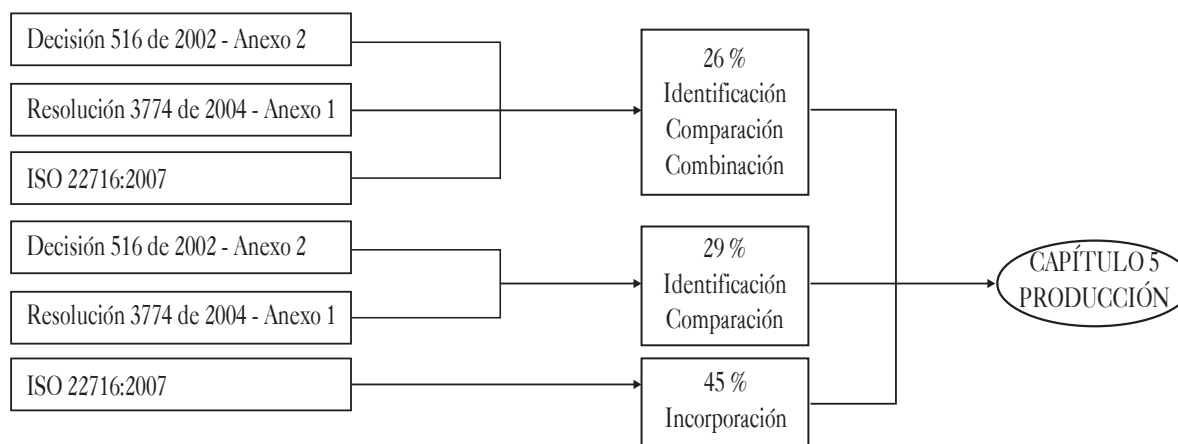 Decisión 516 de 2002 - Anexo 2
Resolución 3774 de 2004 - Anexo 1
ISO 22716:2007
26 %
Identificación
Comparación
Combinación
Decisión 516 de 2002 - Anexo 2
Resolución 3774 de 2004 - Anexo 1
29 %
Identificación
Comparación
ISO 22716:2007
45 %
Incorporación
CAPÍTULO 5
PRODUCCIÓN